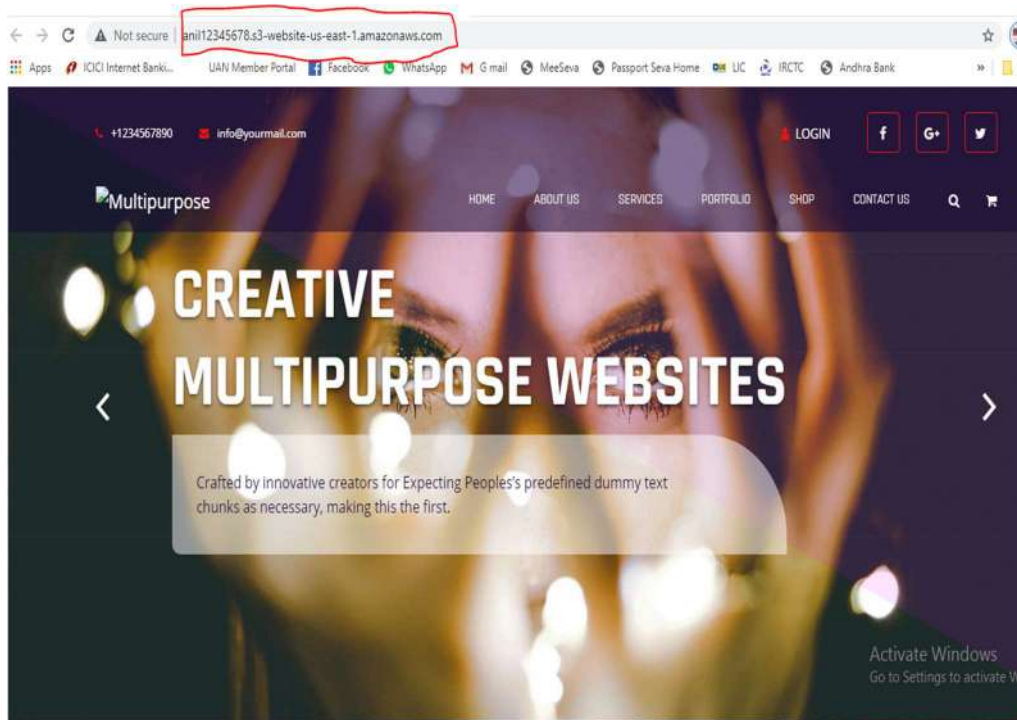 Not secure | anil12345678.s3-website-us-east-1.amazonaws.com
Apps ICICI Internet Banki... UAN Member Portal Facebook WhatsApp G mail MeeSeva Passport Seva Home LIC IRCTC Andhra Bank »
+1234567890 info@yourmail.com LOGIN f G+
Multipurpose HOME ABOUT US SERVICES PORTFOLIO SHOP CONTACT US
CREATIVE
MULTIPURPOSE WEBSITES
Crafted by innovative creators for Expecting Peoples's predefined dummy text
chunks as necessary, making this the first.
Activate Windows
Go to Settings to activate W